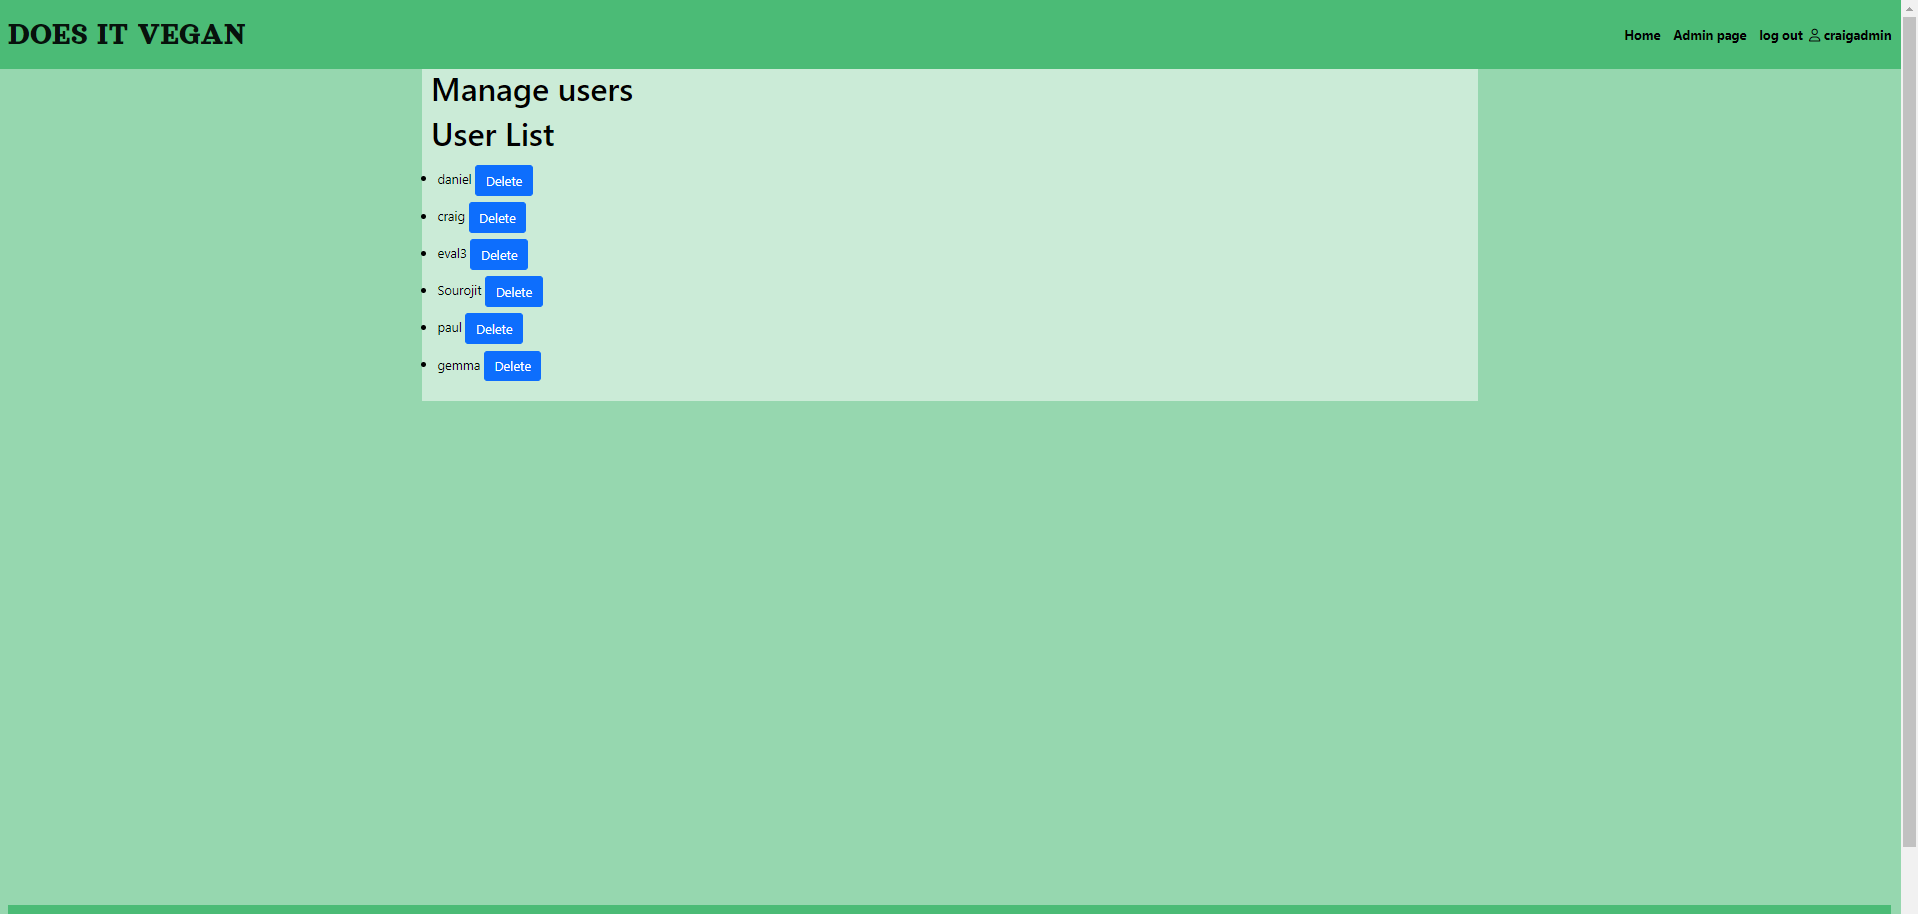 DOES IT VEGAN
Home Admin page log out craigadmin
Manage users
User List
daniel Delete
craig Delete
eval3 Delete
Sourojit Delete
paul Delete
gemma Delete